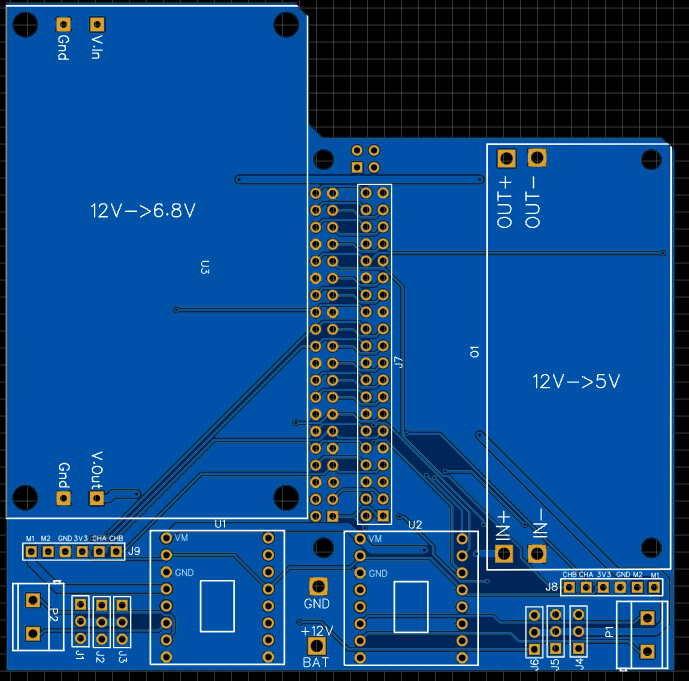 Gnd
V.In
OUT+
OUT-
12V->6.8V
U3
J7
O1
12V->5V
Gnd
V.Out
IN+
IN-
U1
U2
M1 M2 GND 3V3 CHA CHB
J9
VM
GND
VM
GND
J8
CHB CHA 3V3 GND M2 M1
P2
J1
J2
J3
GND
+12V
BAT
J6
J5
J4
P1